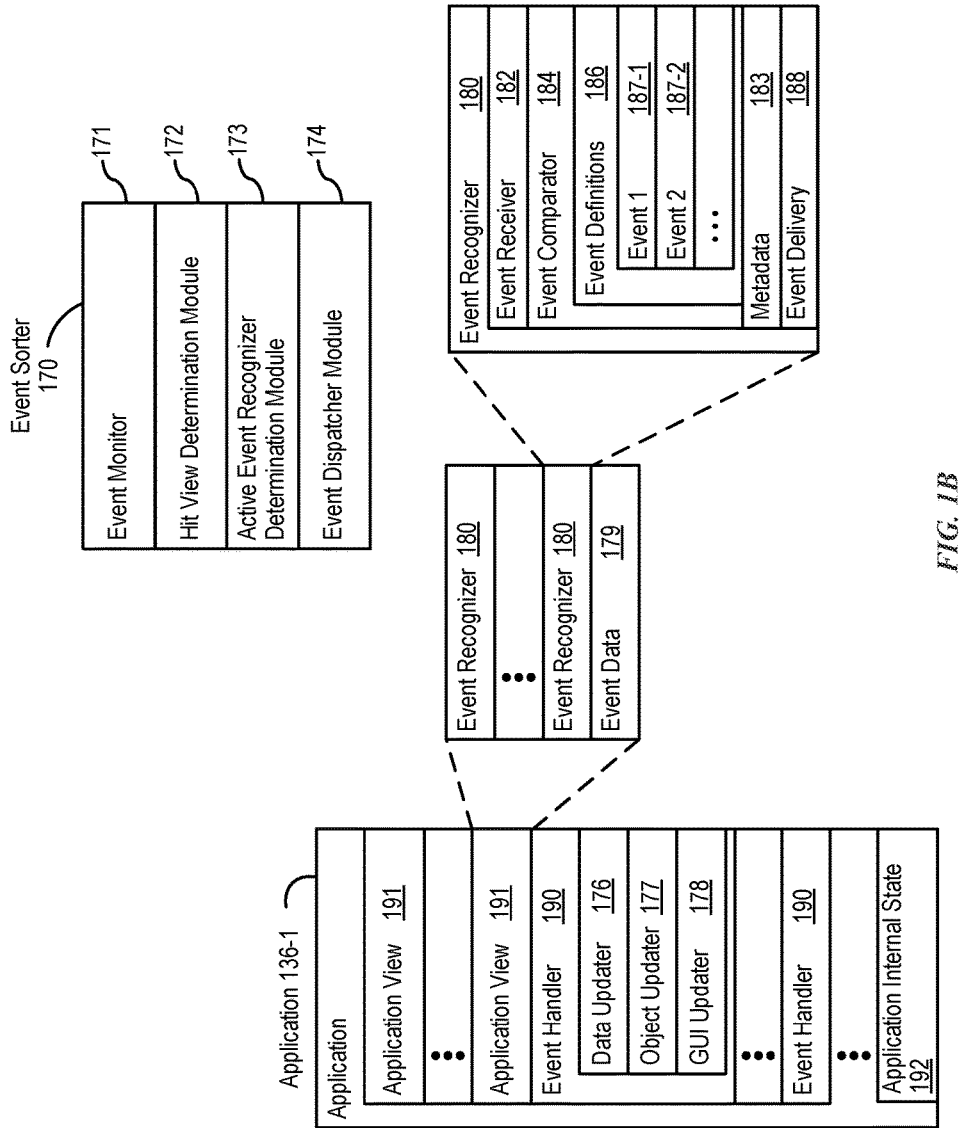 Event Sorter
170
Event Monitor
171
Hit View Determination Module
172
Active Event Recognizer
Determination Module
173
Event Dispatcher Module
174
Application 136-1
Application
Application View 191
•••
Application View 191
Event Handler 190
Data Updater 176
Object Updater 177
GUI Updater 178
•••
Event Handler 190
•••
Application Internal State
192
Event Recognizer 180
•••
Event Recognizer 180
Event Data 179
Event Recognizer 180
Event Receiver 182
Event Comparator 184
Event Definitions 186
Event 1 187-1
Event 2 187-2
•••
Metadada 183
Event Delivery 188
FIG. 1B